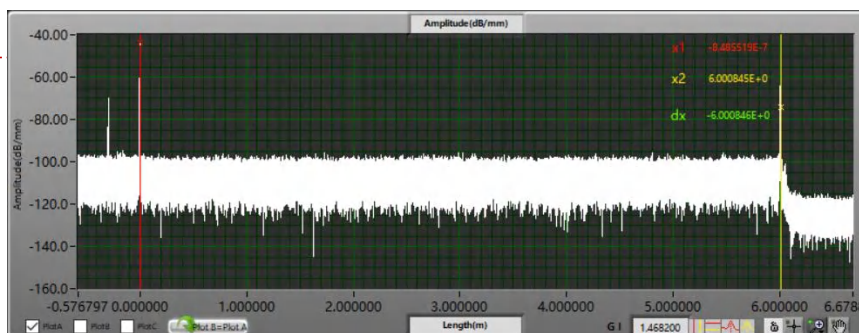 Amplitude(dB/mm)
-40.00
-60.00
-80.00
-100.0
-120.0
-140.0
-160.0
Amplitude(dB/mm)
x1 -8.485519E-7
x2 6.000845E+0
dx -6.000846E+0
-0.576797 0.000000 1.000000 2.000000 3.000000 4.000000 5.000000 6.000000 6.678
PlotA PlotB PlotC Plot B=Plot A Length(m) G I 1.468200